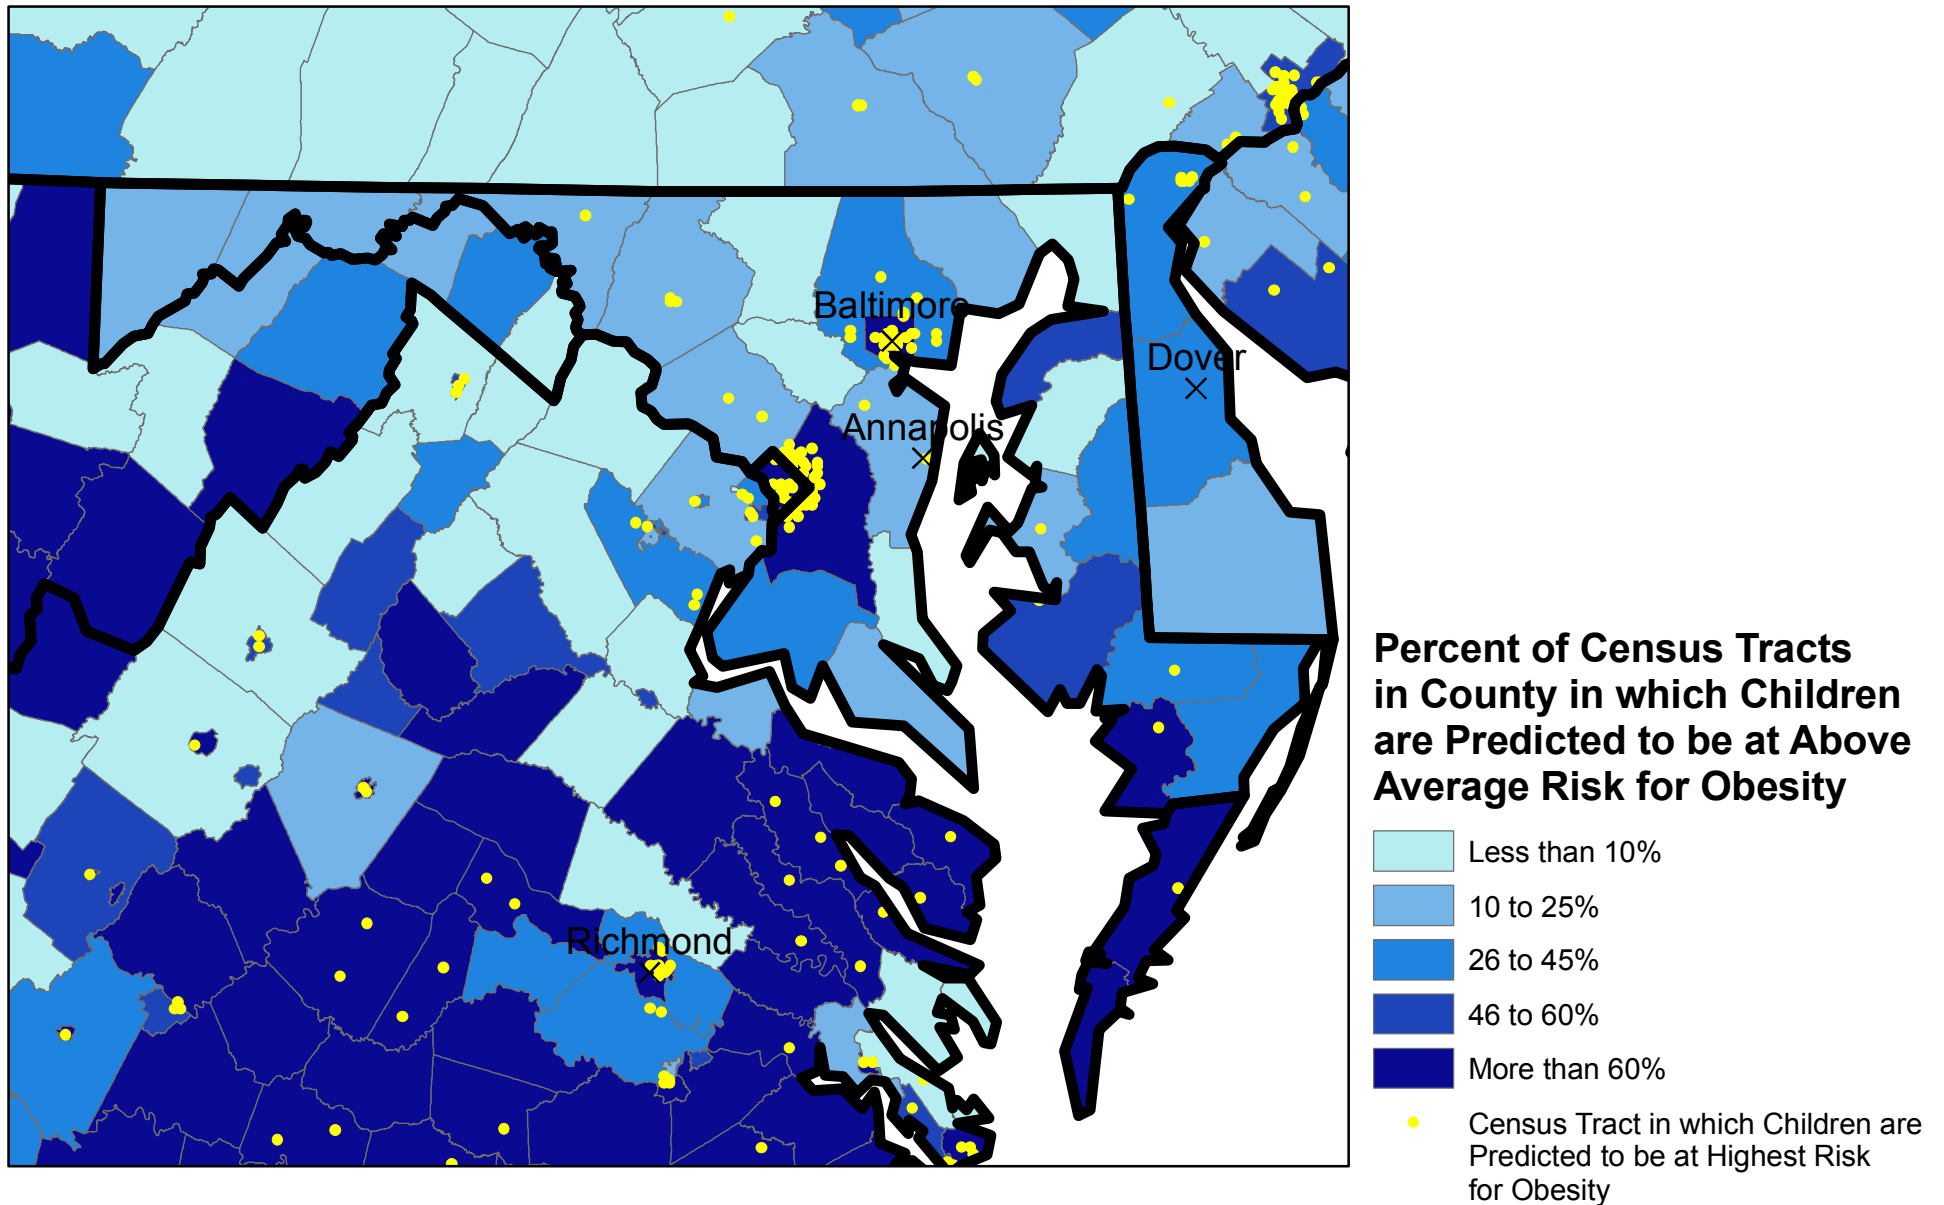 Baltimore
Dover
Annapolis
Richmond
Percent of Census Tracts
in County in which Children
are Predicted to be at Above
Average Risk for Obesity
Less than 10%
10 to 25%
26 to 45%
46 to 60%
More than 60%
Census Tract in which Children are
Predicted to be at Highest Risk
for Obesity